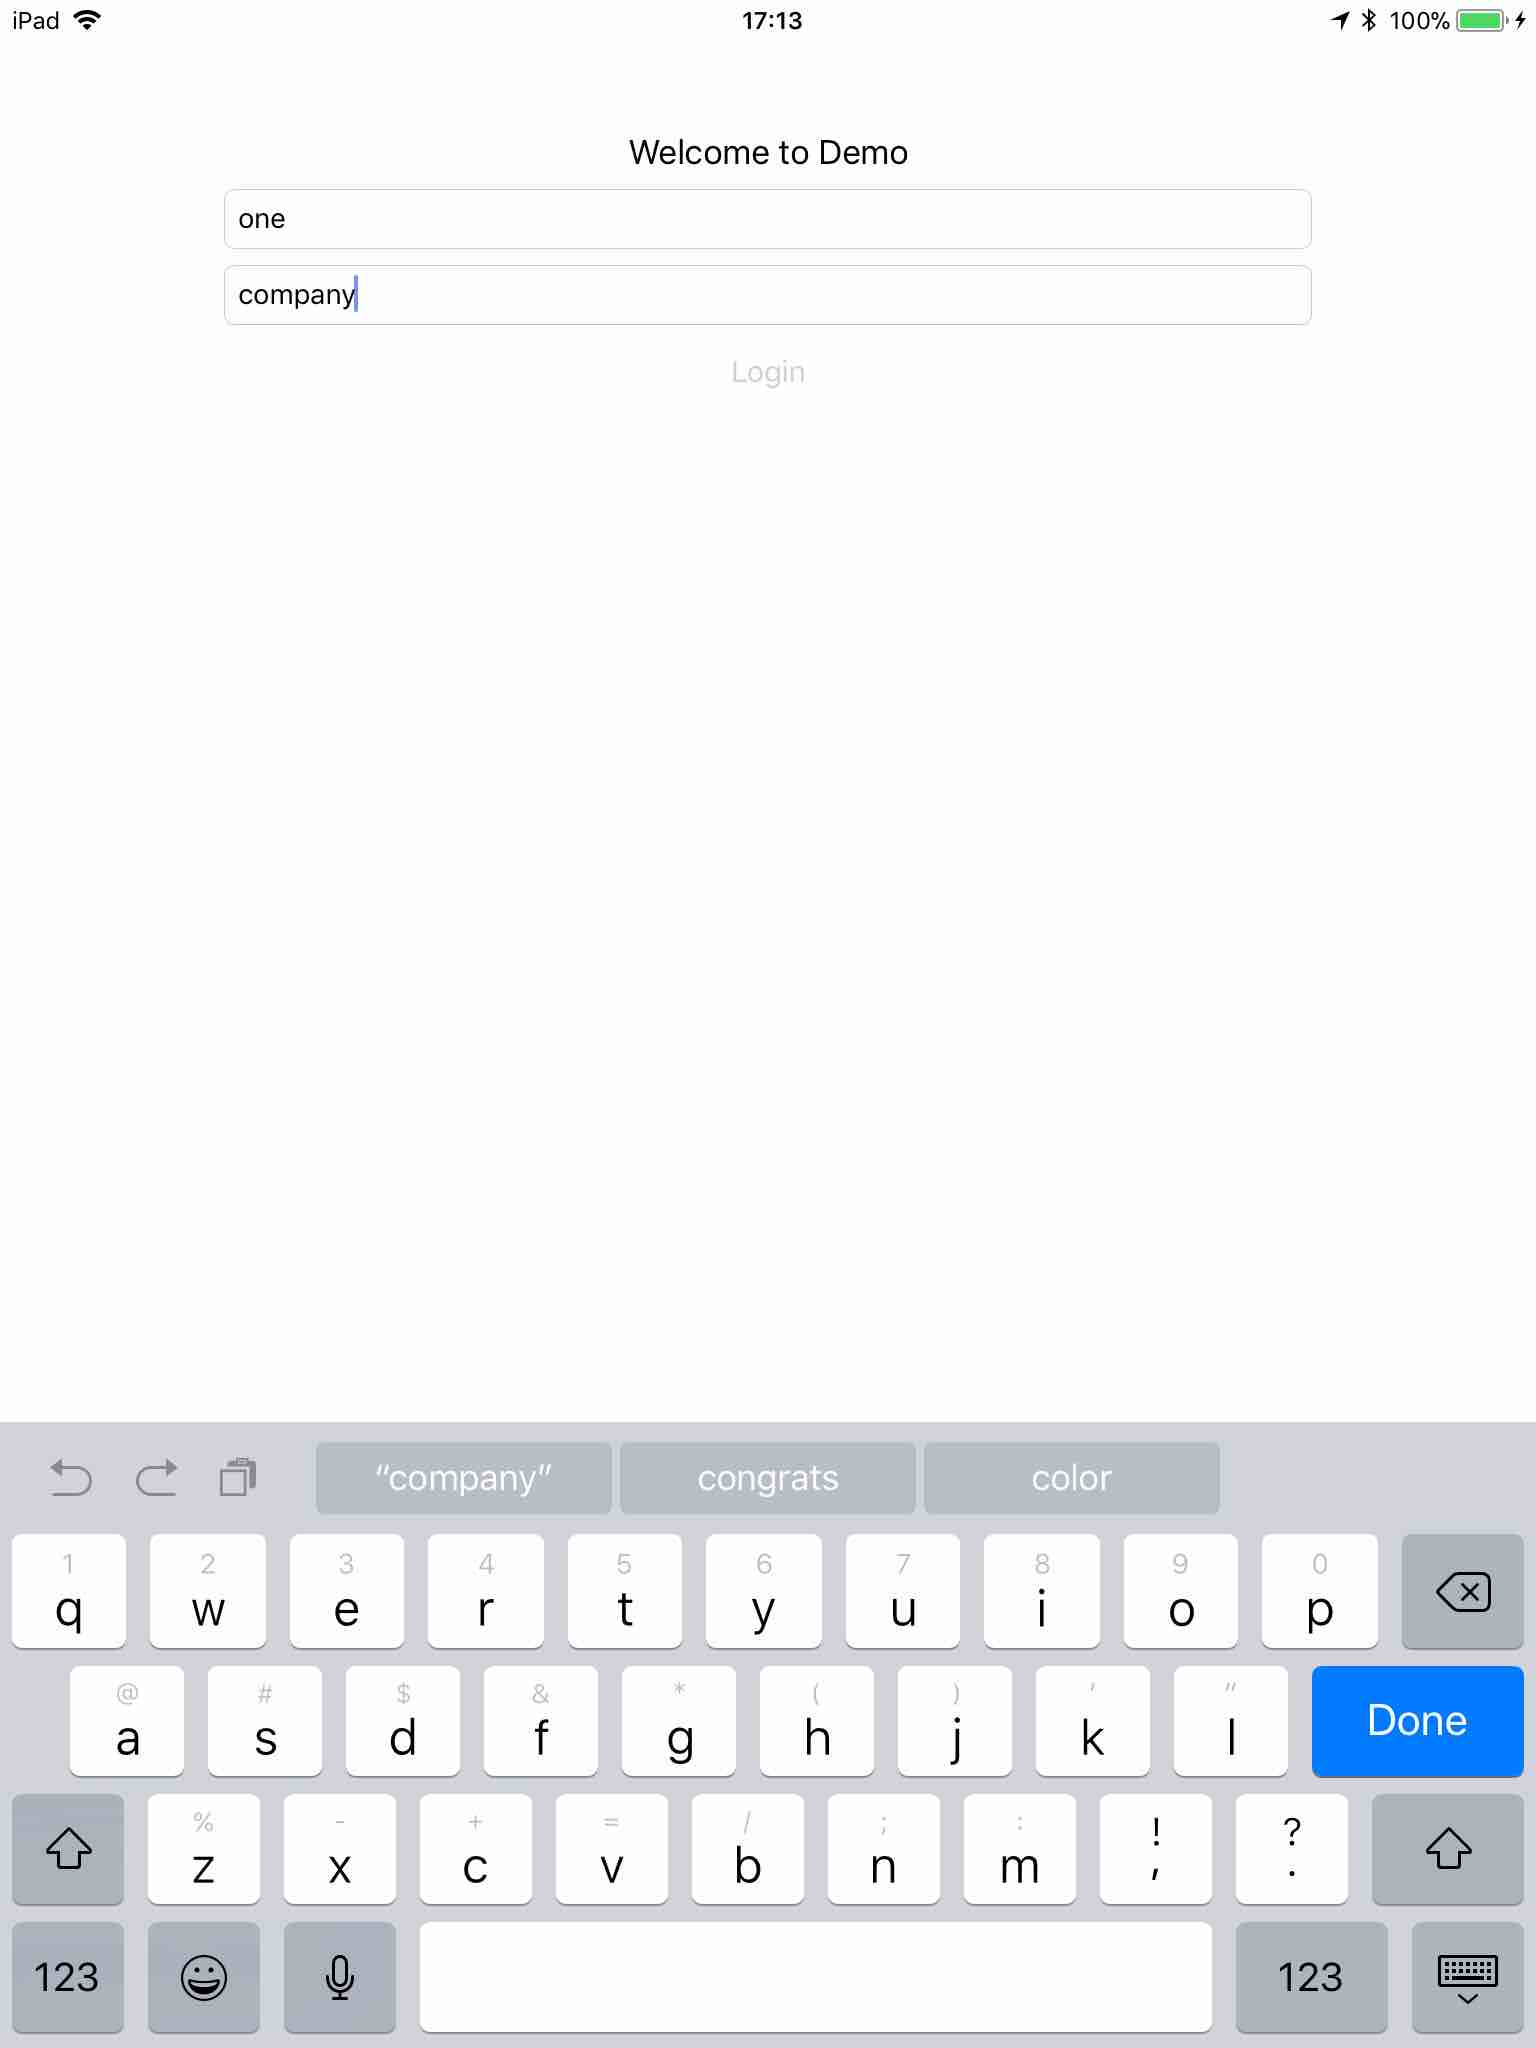 iPad 17:13 100%
Welcome to Demo
one
company
Login
“company” congrats color
1 2 3 4 5 6 7 8 9 0
q w e r t y u i o p
@ # $ & * ( ) ' "
a s d f g h j k l Done
% - + = / ; : ! ?
z x c v b n m , .
123 123